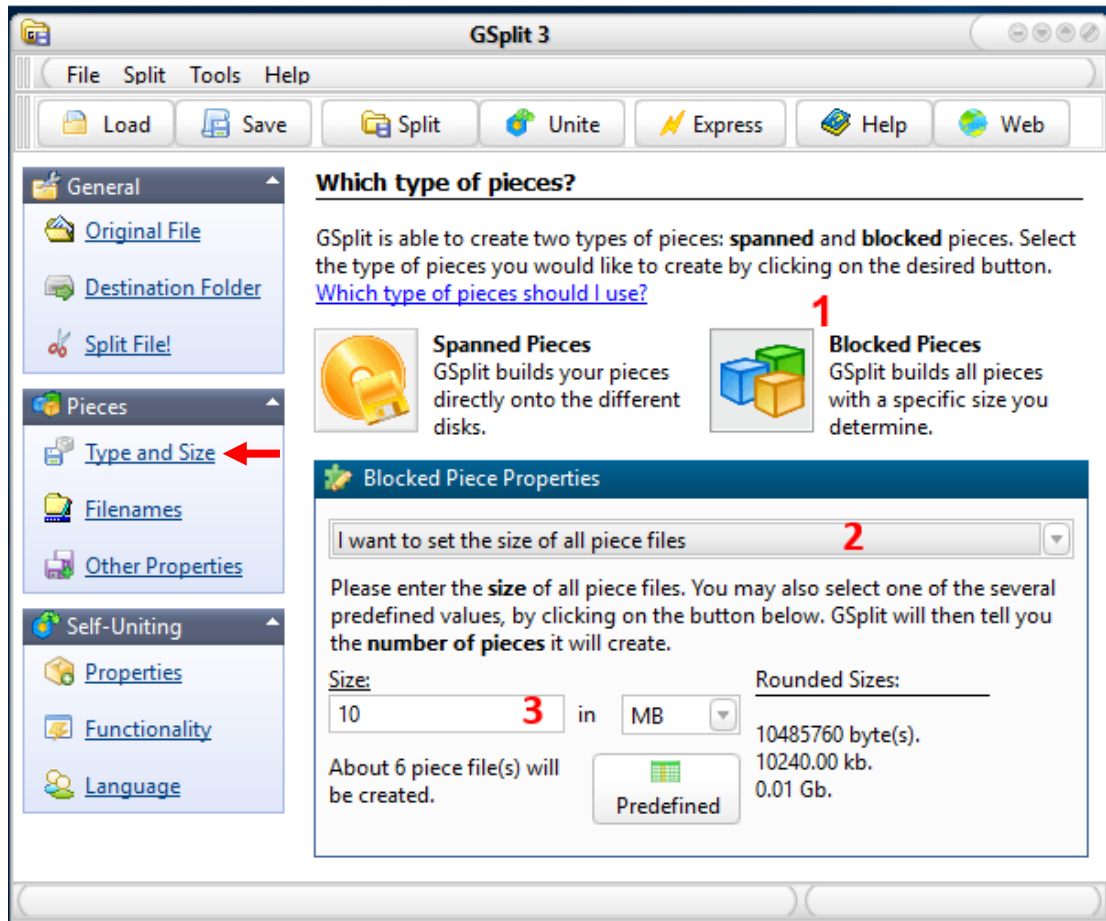 GSplit 3
File Split Tools Help
Load Save Split Unite Express Help Web
General
Original File
Destination Folder
Split File!
Pieces
Type and Size
Filenames
Other Properties
Self-Uniting
Properties
Functionality
Language
Which type of pieces?
GSplit is able to create two types of pieces: spanned and blocked pieces. Select
the type of pieces you would like to create by clicking on the desired button.
Which type of pieces should I use?
1
Spanned Pieces
GSplit builds your pieces
directly onto the different
disks.
Blocked Pieces
GSplit builds all pieces
with a specific size you
determine.
Blocked Piece Properties
I want to set the size of all piece files 2
Please enter the size of all piece files. You may also select one of the several
predefined values, by clicking on the button below. GSplit will then tell you
the number of pieces it will create.
Size:
10 3 in MB
About 6 piece file(s) will
be created.
Predefined
Rounded Sizes:
10485760 byte(s).
10240.00 kb.
0.01 Gb.